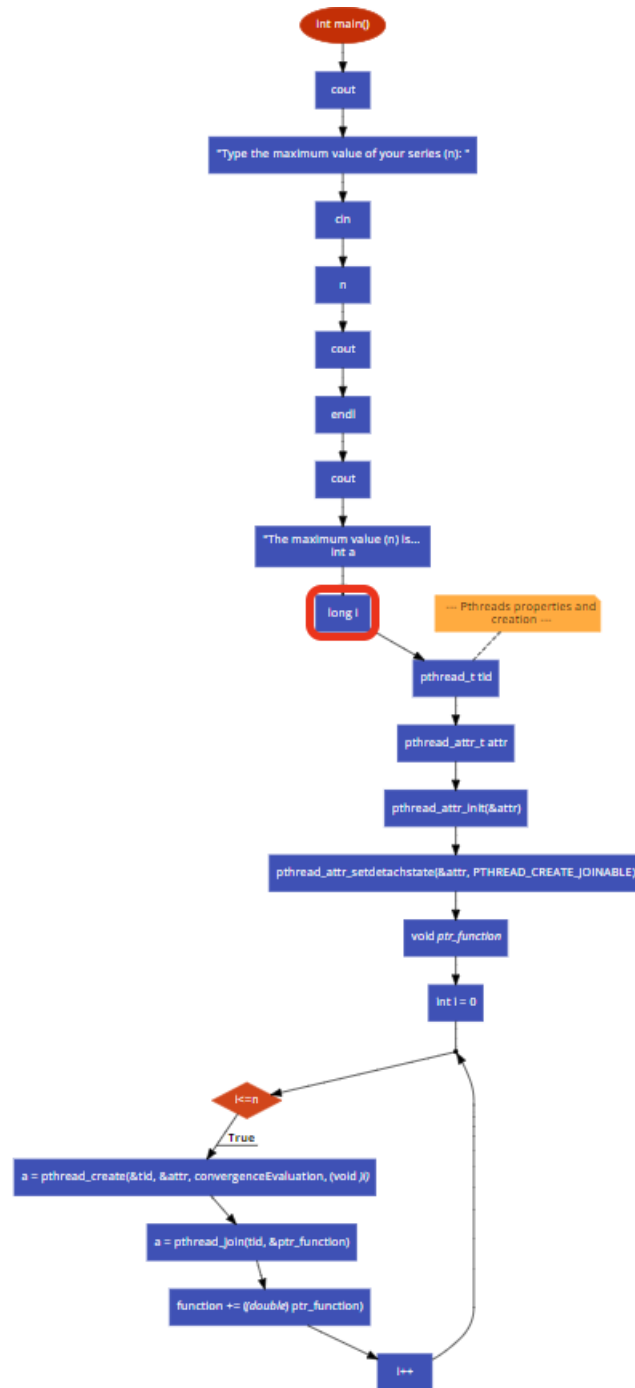 int main()
cout
"Type the maximum value of your series (n): "
cin
n
cout
endl
cout
"The maximum value (n) is...
int a
long i
--- Pthreads properties and
creation ---
pthread_t tid
pthread_attr_t attr
pthread_attr_init(&attr)
pthread_attr_setdetachstate(&attr, PTHREAD_CREATE_JOINABLE)
void ptr_function
int i = 0
i<=n
True
a = pthread_create(&tid, &attr, convergenceEvaluation, (void )i)
a = pthread_join(tid, &ptr_function)
function += ((double) ptr_function)
i++